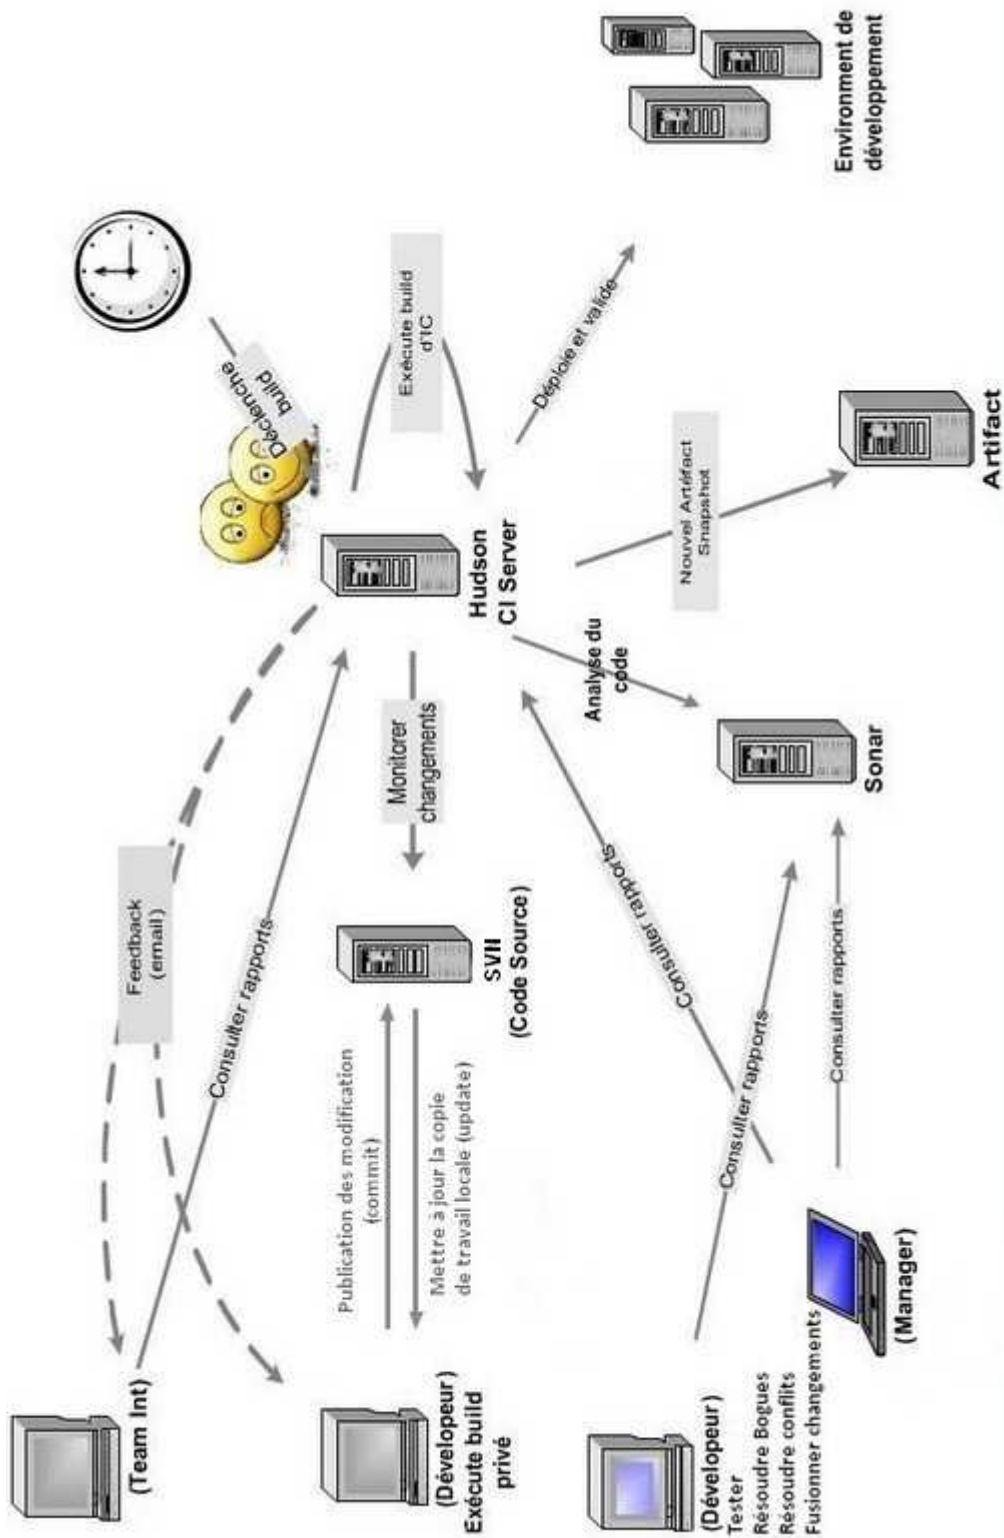 (Team Int)
Feedback
(email)
Consulter rapports
Déclenche
build
Exécute build
d'IC
Hudson
CI Server
Monitorer
changements
SVN
(Code Source)
Publication des modification
(commit)
Mettre à jour la copie
de travail locale (update)
(Dévelopeur)
Exécute build
privé
Déploie et valide
Environment de
développement
Nouvel Artéfact
Snapshot
Artifact
Analyse du
code
Sonar
Consulter rapports
Consulter rapports
Consulter rapports
(Dévelopeur)
Tester
Résoudre Bogues
Résoudre conflits
Fusionner changements
(Manager)